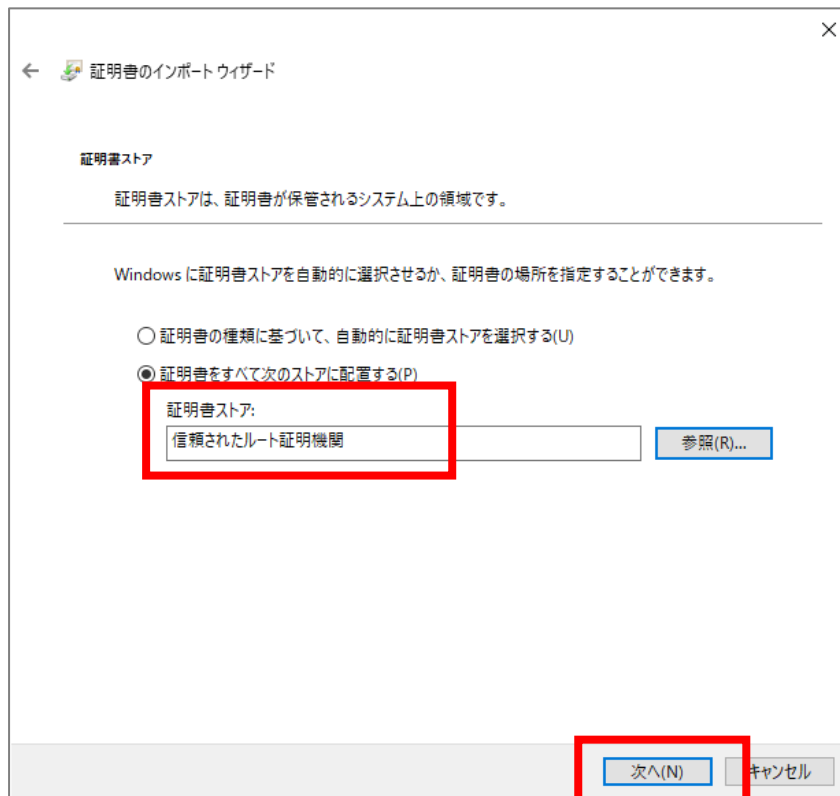 証明書のインポート ウィザード
証明書ストア
証明書ストアは、証明書が保管されるシステム上の領域です。
Windows に証明書ストアを自動的に選択させるか、証明書の場所を指定することができます。
証明書の種類に基づいて、自動的に証明書ストアを選択する(U)
証明書をすべて次のストアに配置する(P)
証明書ストア:
信頼されたルート証明機関
参照(R)...
次へ(N)
キャンセル